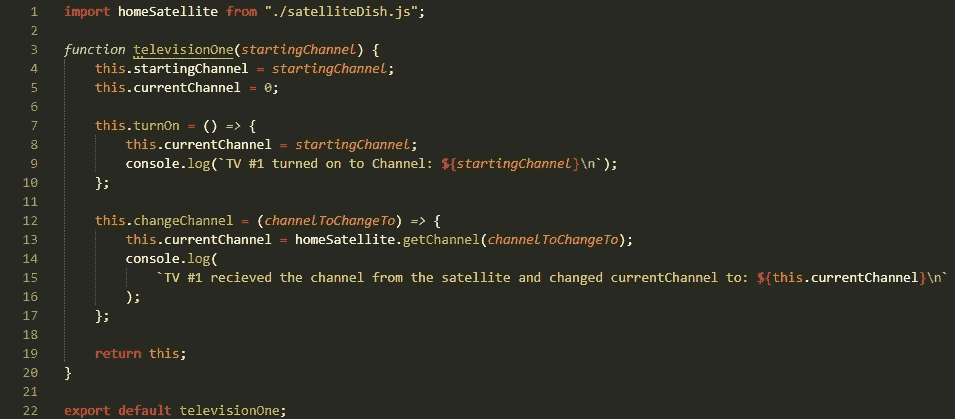 1 import homeSatellite from "./satelliteDish.js";
2
3 function televisionOne(startingChannel) {
4 this.startingChannel = startingChannel;
5 this.currentChannel = 0;
6
7 this.turnOn = () => {
8 this.currentChannel = startingChannel;
9 console.log(`TV #1 turned on to Channel: ${startingChannel}\n`);
10 };
11
12 this.changeChannel = (channelToChangeTo) => {
13 this.currentChannel = homeSatellite.getChannel(channelToChangeTo);
14 console.log(
15 `TV #1 recieved the channel from the satellite and changed currentChannel to: ${this.currentChannel}\n`
16 );
17 };
18
19 return this;
20 }
21
22 export default televisionOne;